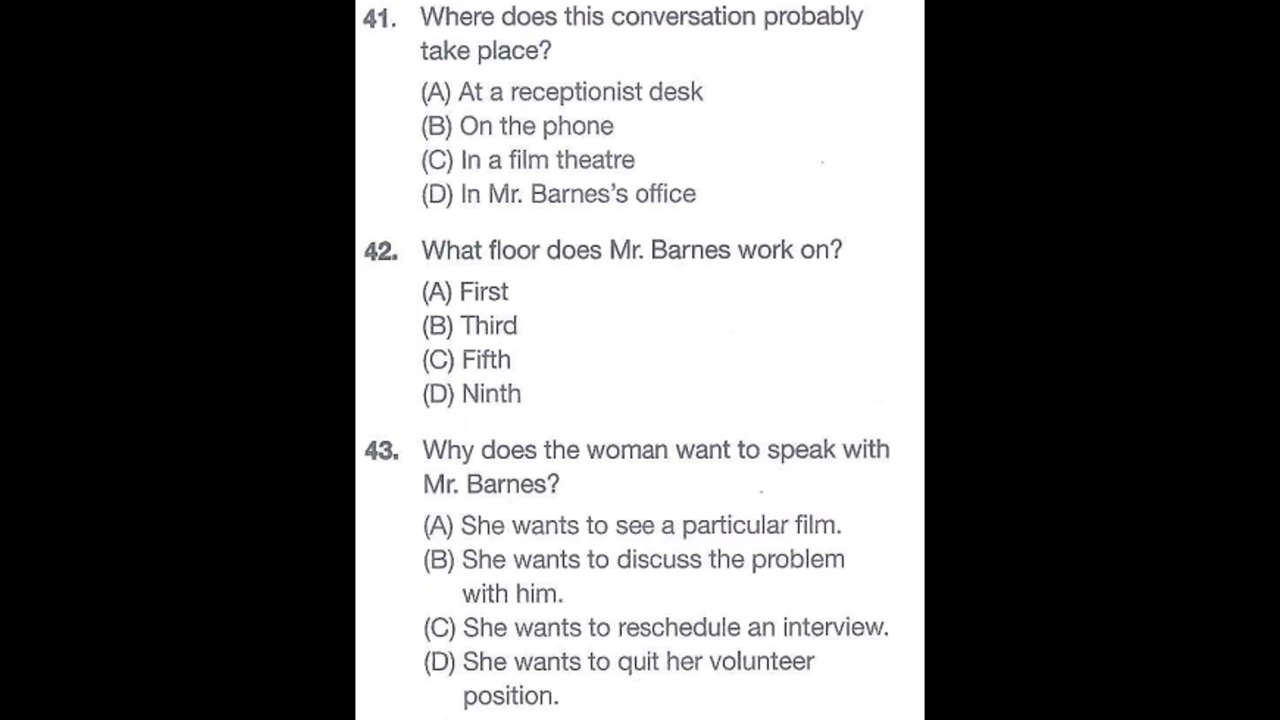 41. Where does this conversation probably
take place?
(A) At a receptionist desk
(B) On the phone
(C) In a film theatre
(D) In Mr. Barnes's office
42. What floor does Mr. Barnes work on?
(A) First
(B) Third
(C) Fifth
(D) Ninth
43. Why does the woman want to speak with
Mr. Barnes?
(A) She wants to see a particular film.
(B) She wants to discuss the problem
with him.
(C) She wants to reschedule an interview.
(D) She wants to quit her volunteer
position.